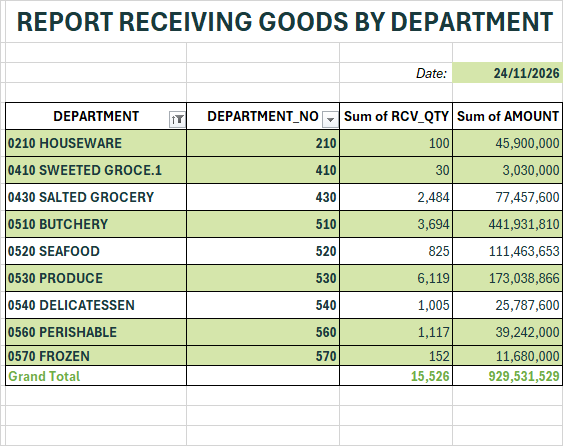 REPORT RECEIVING GOODS BY DEPARTMENT
Date: 24/11/2026
DEPARTMENT DEPARTMENT_NO Sum of RCV_QTY Sum of AMOUNT
0210 HOUSEWARE 210 100 45,900,000
0410 SWEETED GROCE.1 410 30 3,030,000
0430 SALTED GROCERY 430 2,484 77,457,600
0510 BUTCHERY 510 3,694 441,931,810
0520 SEAFOOD 520 825 111,463,653
0530 PRODUCE 530 6,119 173,038,866
0540 DELICATESSEN 540 1,005 25,787,600
0560 PERISHABLE 560 1,117 39,242,000
0570 FROZEN 570 152 11,680,000
Grand Total 15,526 929,531,529